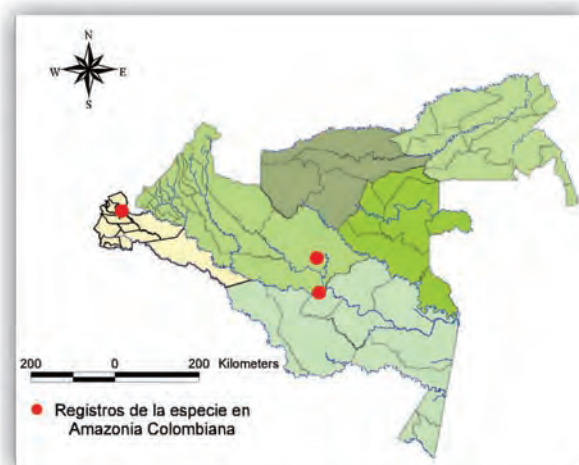 N
W E
S
200 0 200 Kilometers
Registros de la especie en
Amazonia Colombiana